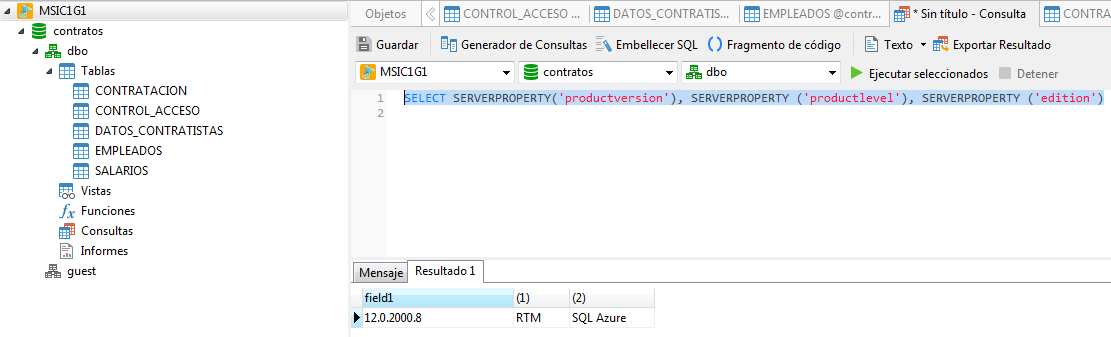 MSIC1G1
contratos
dbo
Tablas
CONTRATACION
CONTROL_ACCESO
DATOS_CONTRATISTAS
EMPLEADOS
SALARIOS
Vistas
Funciones
Consultas
Informes
guest
Objetos CONTROL_ACCESO ... DATOS_CONTRATIS... EMPLEADOS @contr... * Sin título - Consulta CONTRA
Guardar Generador de Consultas Embellecer SQL Fragmento de código Texto Exportar Resultado
MSIC1G1 contratos dbo Ejecutar seleccionados Detener
1 SELECT SERVERPROPERTY('productversion'), SERVERPROPERTY ('productlevel'), SERVERPROPERTY ('edition')
2
Mensaje Resultado 1
field1 (1) (2)
12.0.2000.8 RTM SQL Azure